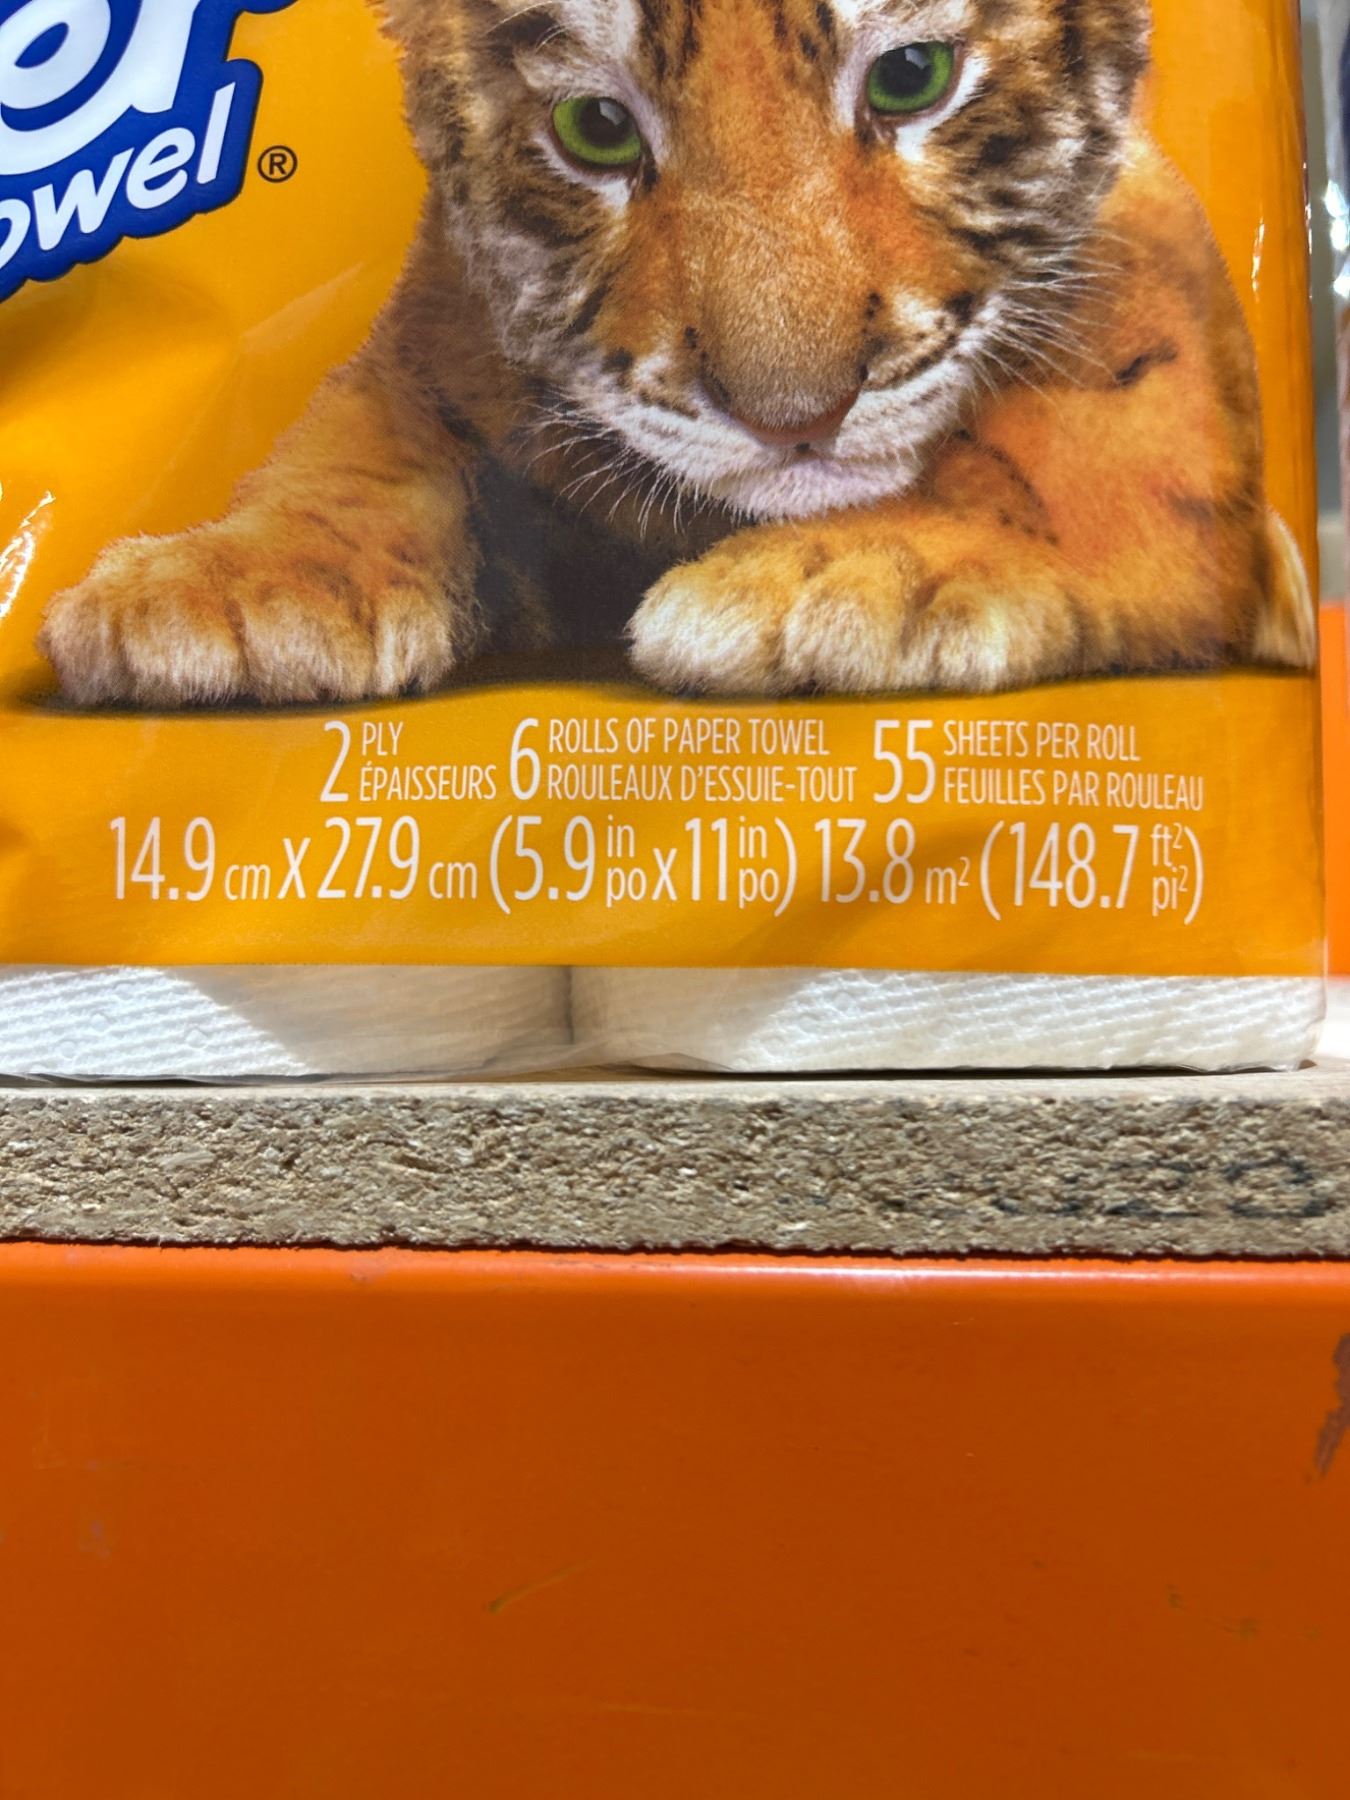 owel®
2 PLY 6 ROLLS OF PAPER TOWEL 55 SHEETS PER ROLL
ÉPAISSEURS ROULEAUX D'ESSUIE-TOUT FEUILLES PAR ROULEAU
14.9 cm X 27.9 cm (5.9 in po x 11 in po) 13.8 m² (148.7 ft² pi²)